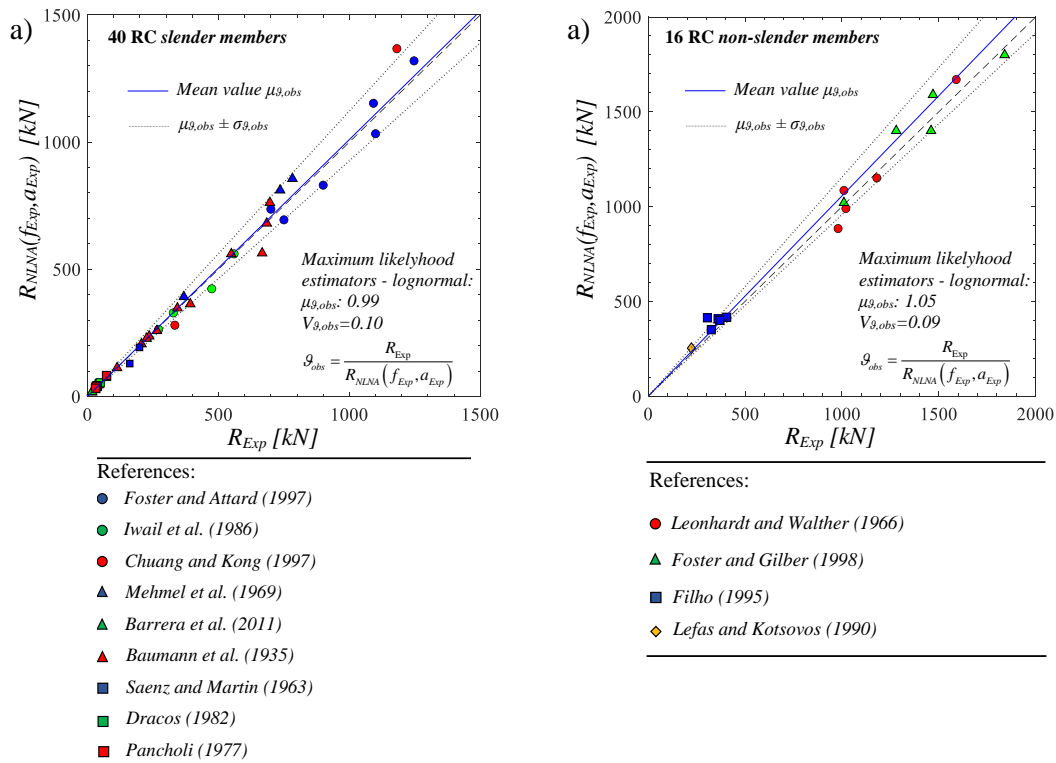 a)
40 RC slender members
Mean value μϑ,obs
μϑ,obs ± σϑ,obs
Maximum likelyhood
estimators - lognormal:
μϑ,obs: 0.99
Vϑ,obs=0.10
ϑobs = RExp / RNLNA(fExp,aExp)
RNLNA(fExp,aExp) [kN]
1500
1000
500
0
0 500 1000 1500
RExp [kN]
References:
Foster and Attard (1997)
Iwail et al. (1986)
Chuang and Kong (1997)
Mehmel et al. (1969)
Barrera et al. (2011)
Baumann et al. (1935)
Saenz and Martin (1963)
Dracos (1982)
Pancholi (1977)
a)
16 RC non-slender members
Mean value μϑ,obs
μϑ,obs ± σϑ,obs
Maximum likelyhood
estimators - lognormal:
μϑ,obs: 1.05
Vϑ,obs=0.09
ϑobs = RExp / RNLNA(fExp,aExp)
RNLNA(fExp,aExp) [kN]
2000
1500
1000
500
0
0 500 1000 1500 2000
RExp [kN]
References:
Leonhardt and Walther (1966)
Foster and Gilber (1998)
Filho (1995)
Lefas and Kotsovos (1990)